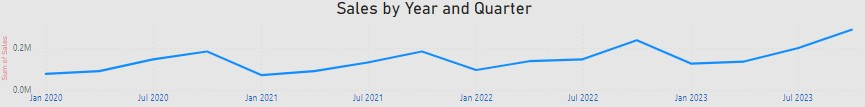 Sales by Year and Quarter
Sum of Sales
0.2M
0.0M
Jan 2020 Jul 2020 Jan 2021 Jul 2021 Jan 2022 Jul 2022 Jan 2023 Jul 2023